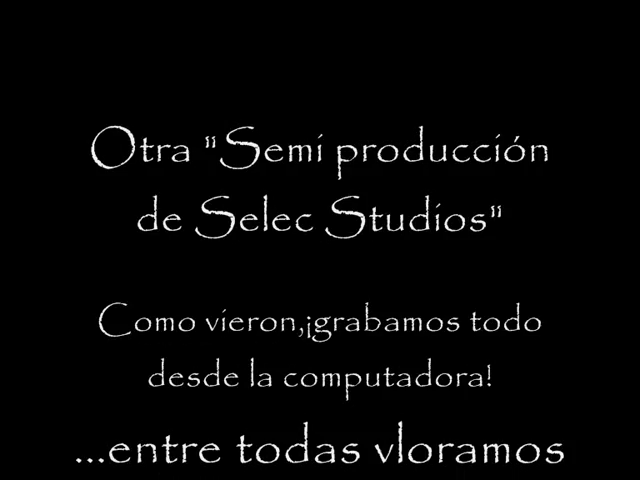 Otra "Semi producción
de Selec Studios"
Como vieron,¡grabamos todo
desde la computadora!
...entre todas vloramos